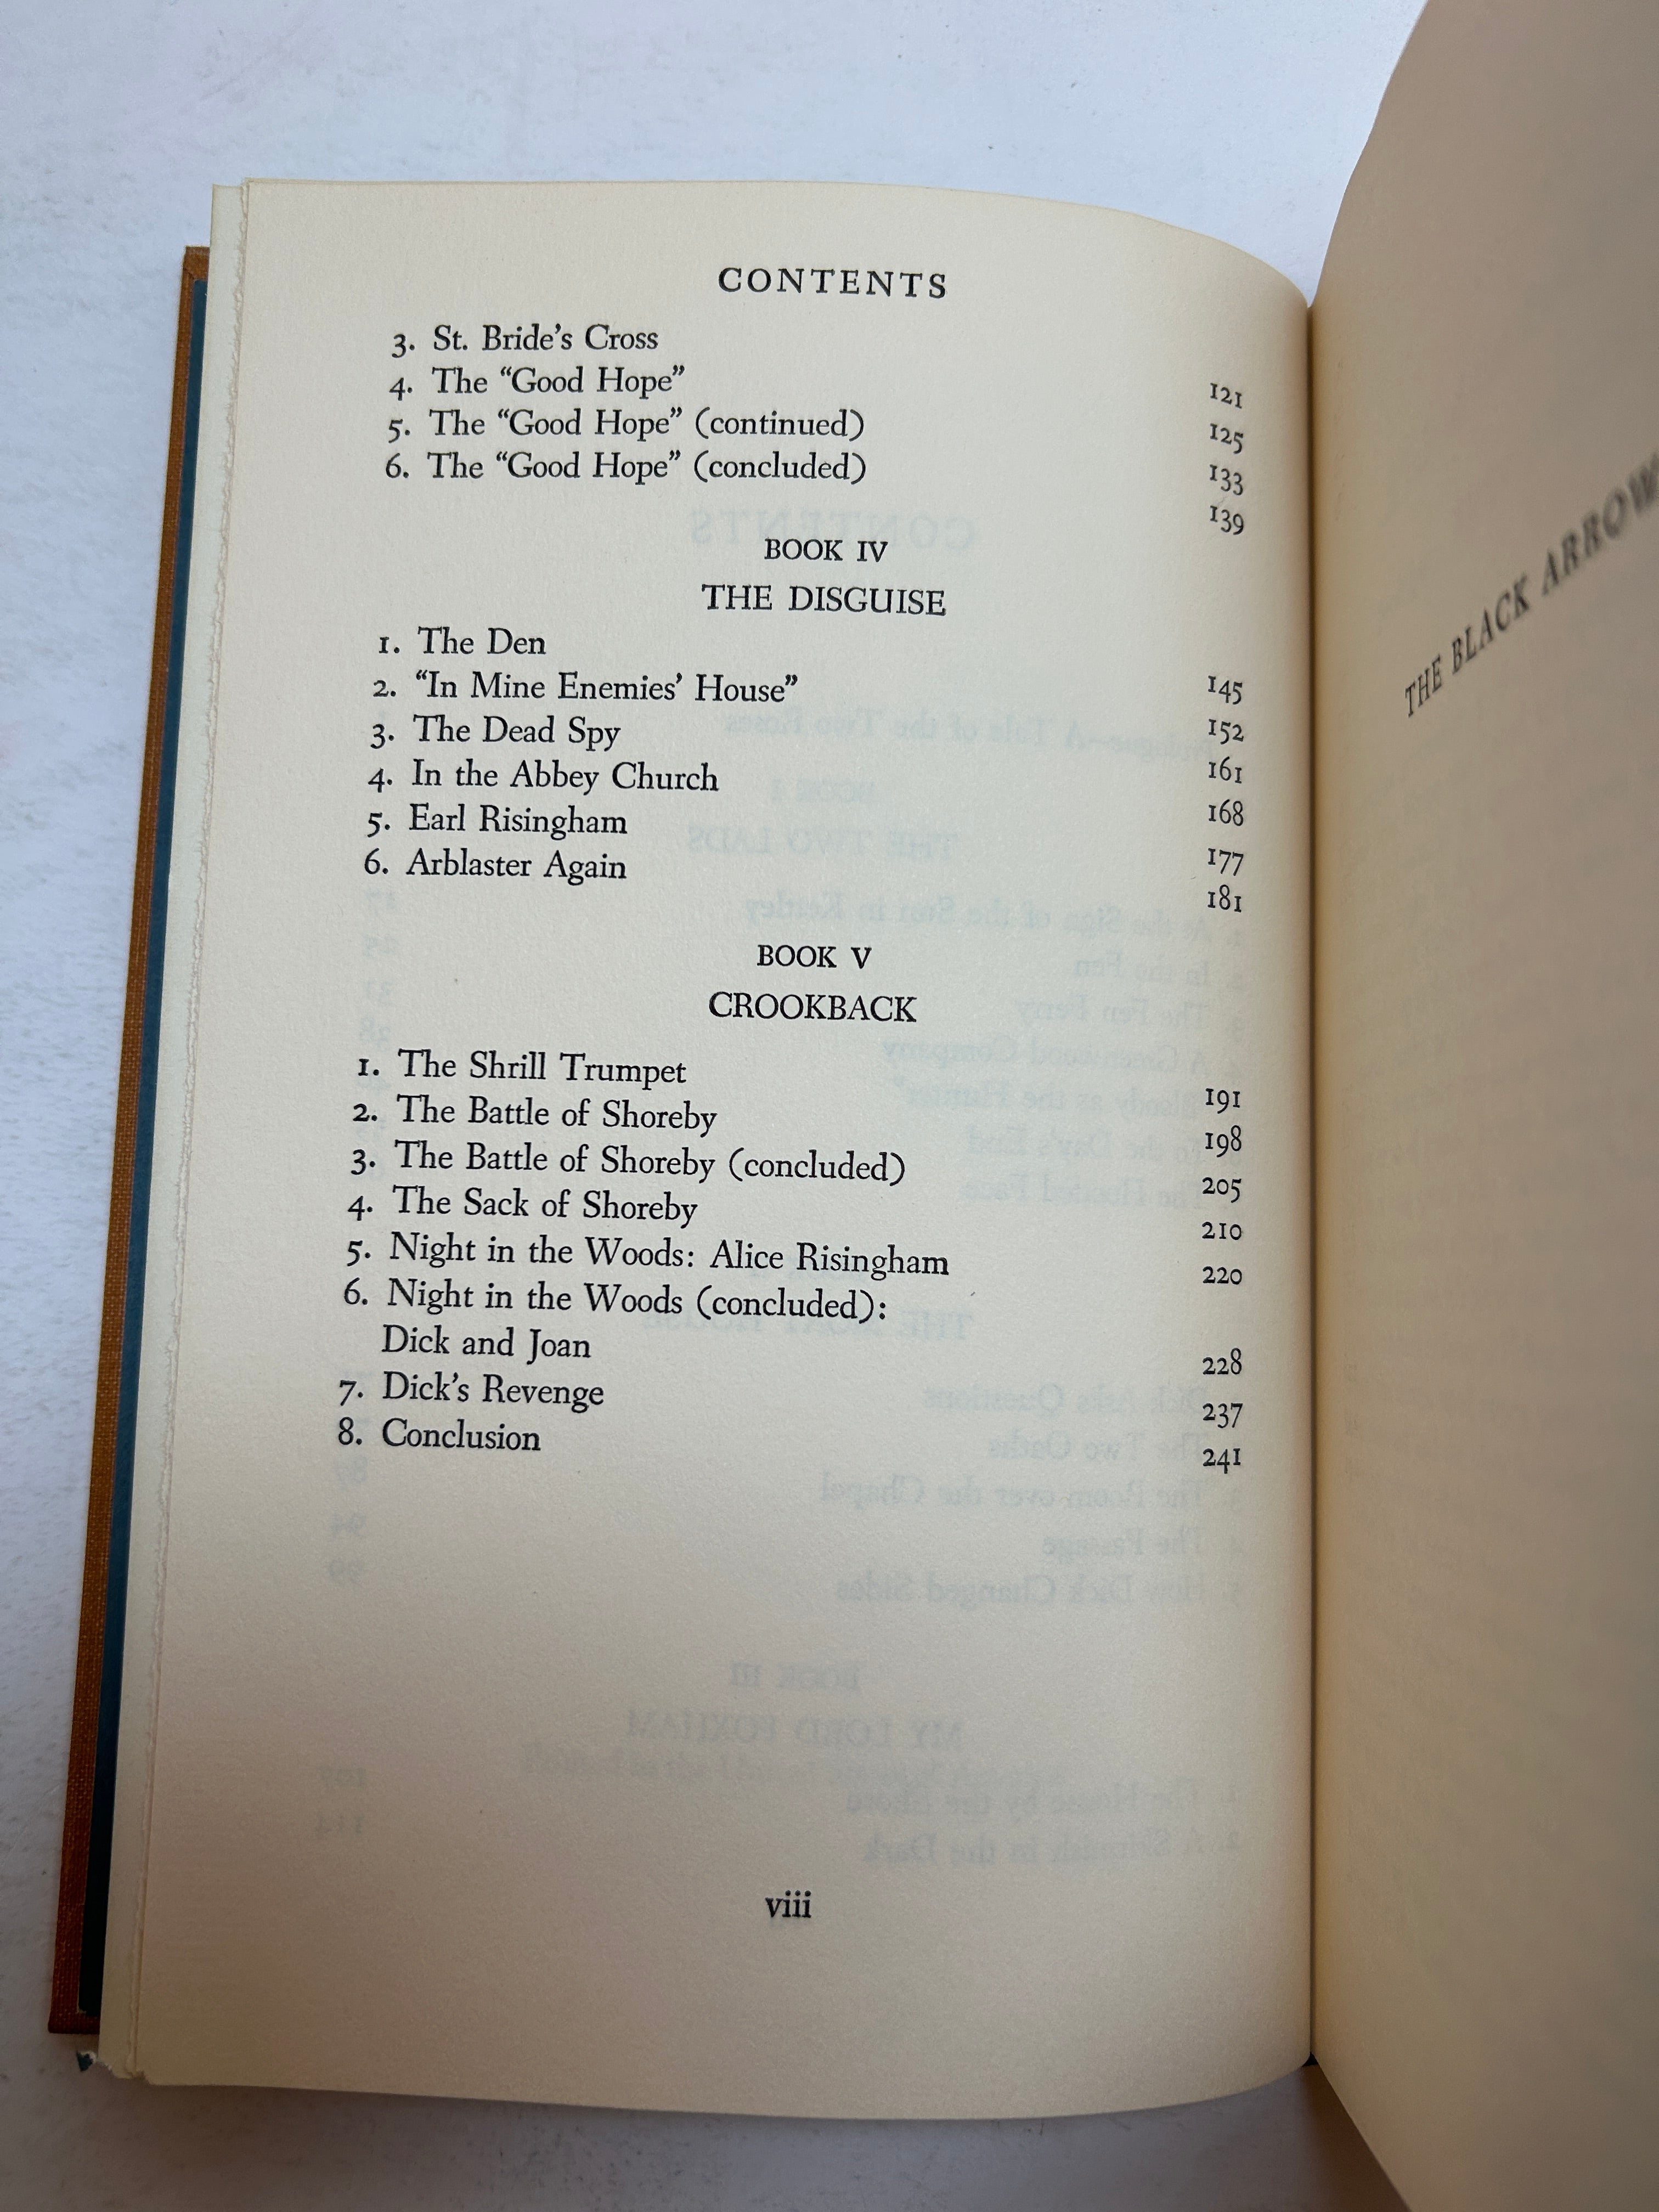 CONTENTS
3. St. Bride's Cross 121
4. The “Good Hope” 125
5. The “Good Hope” (continued) 133
6. The “Good Hope” (concluded) 139
BOOK IV
THE DISGUISE
1. The Den 145
2. “In Mine Enemies' House” 152
3. The Dead Spy 161
4. In the Abbey Church 168
5. Earl Risingham 177
6. Arblaster Again 181
BOOK V
CROOKBACK
1. The Shrill Trumpet 191
2. The Battle of Shoreby 198
3. The Battle of Shoreby (concluded) 205
4. The Sack of Shoreby 210
5. Night in the Woods: Alice Risingham 220
6. Night in the Woods (concluded):
Dick and Joan 228
7. Dick's Revenge 237
8. Conclusion 241
viii
THE BLACK ARROW